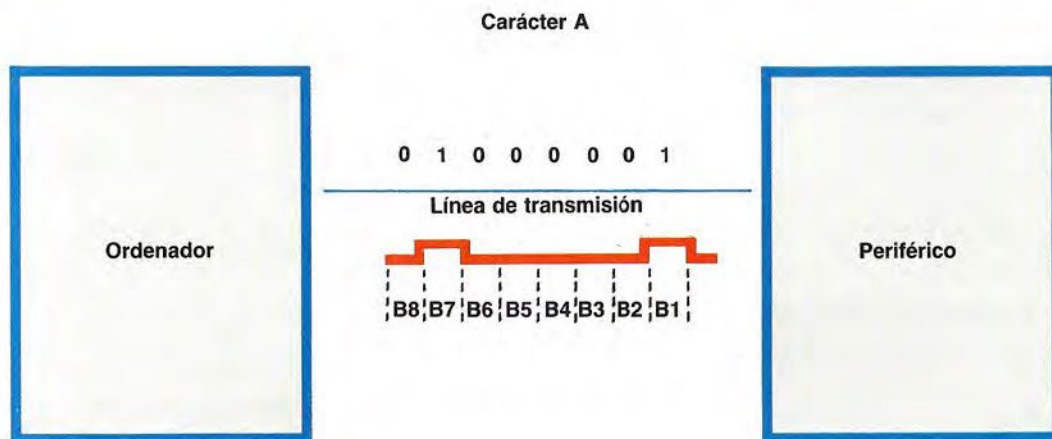 Carácter A
0 1 0 0 0 0 0 1
Línea de transmisión
Ordenador
Periférico
B8 B7 B6 B5 B4 B3 B2 B1